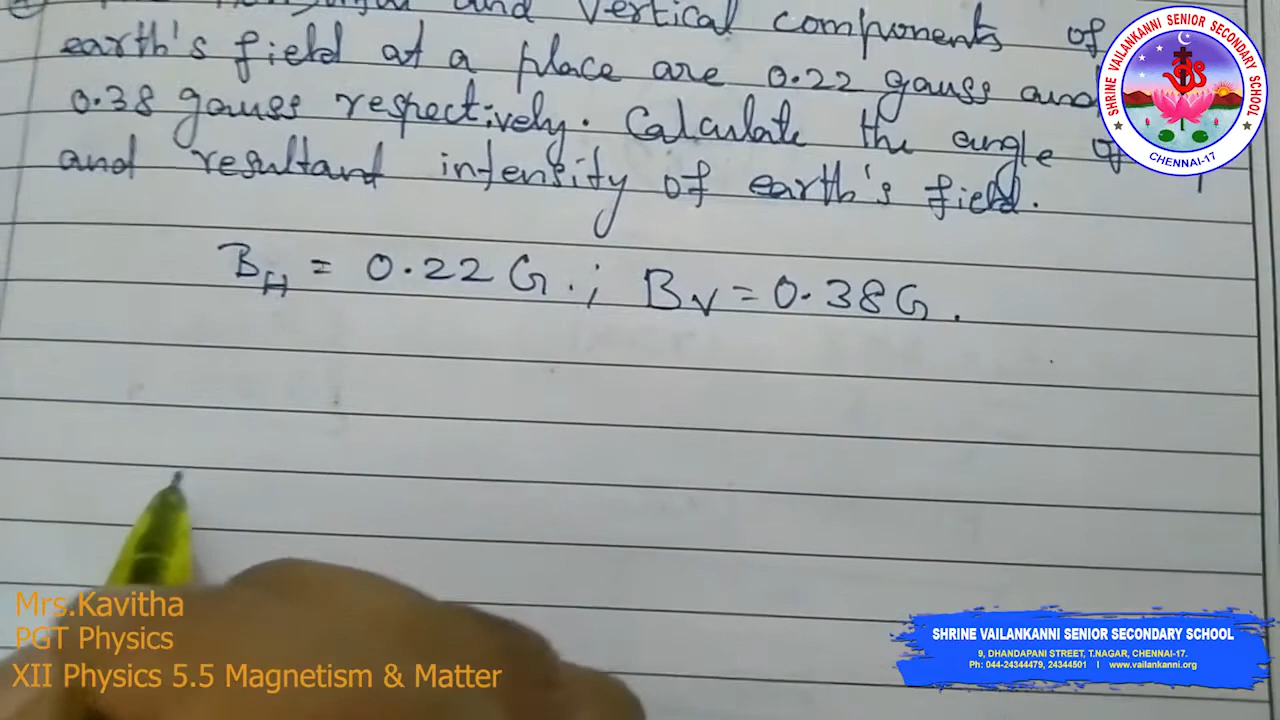 and vertical components of
earth's field at a place are 0.22 gauss and
0.38 gauss respectively. Calculate the angle of
and resultant intensity of earth's field.
B_H = 0.22 G. ; B_V = 0.38 G.
SHRINE VAILANKANNI SENIOR SECONDARY SCHOOL
CHENNAI-17
Mrs.Kavitha
PGT Physics
XII Physics 5.5 Magnetism & Matter
SHRINE VAILANKANNI SENIOR SECONDARY SCHOOL
9, DHANDAPANI STREET, T.NAGAR, CHENNAI-17.
Ph: 044-24344479, 24344501 | www.vailankanni.org